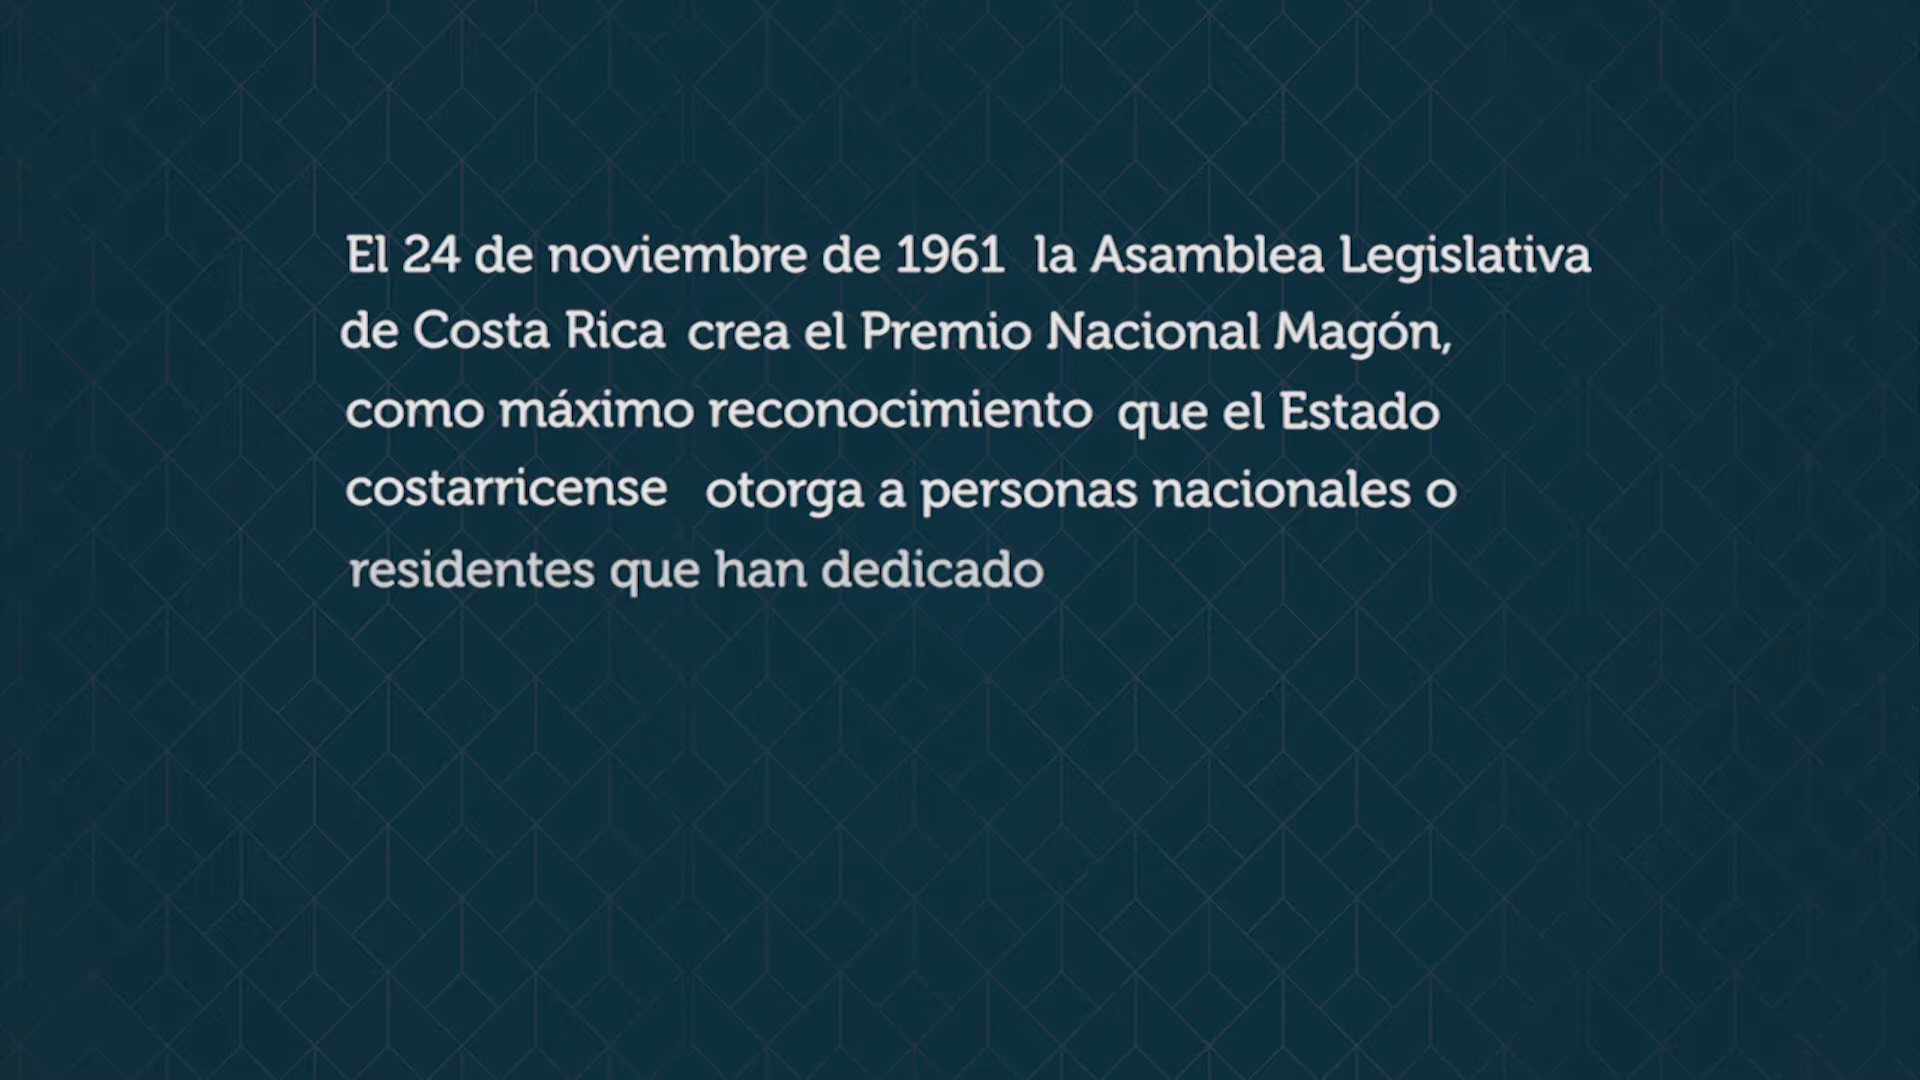 El 24 de noviembre de 1961 la Asamblea Legislativa
de Costa Rica crea el Premio Nacional Magón,
como máximo reconocimiento que el Estado
costarricense otorga a personas nacionales o
residentes que han dedicado